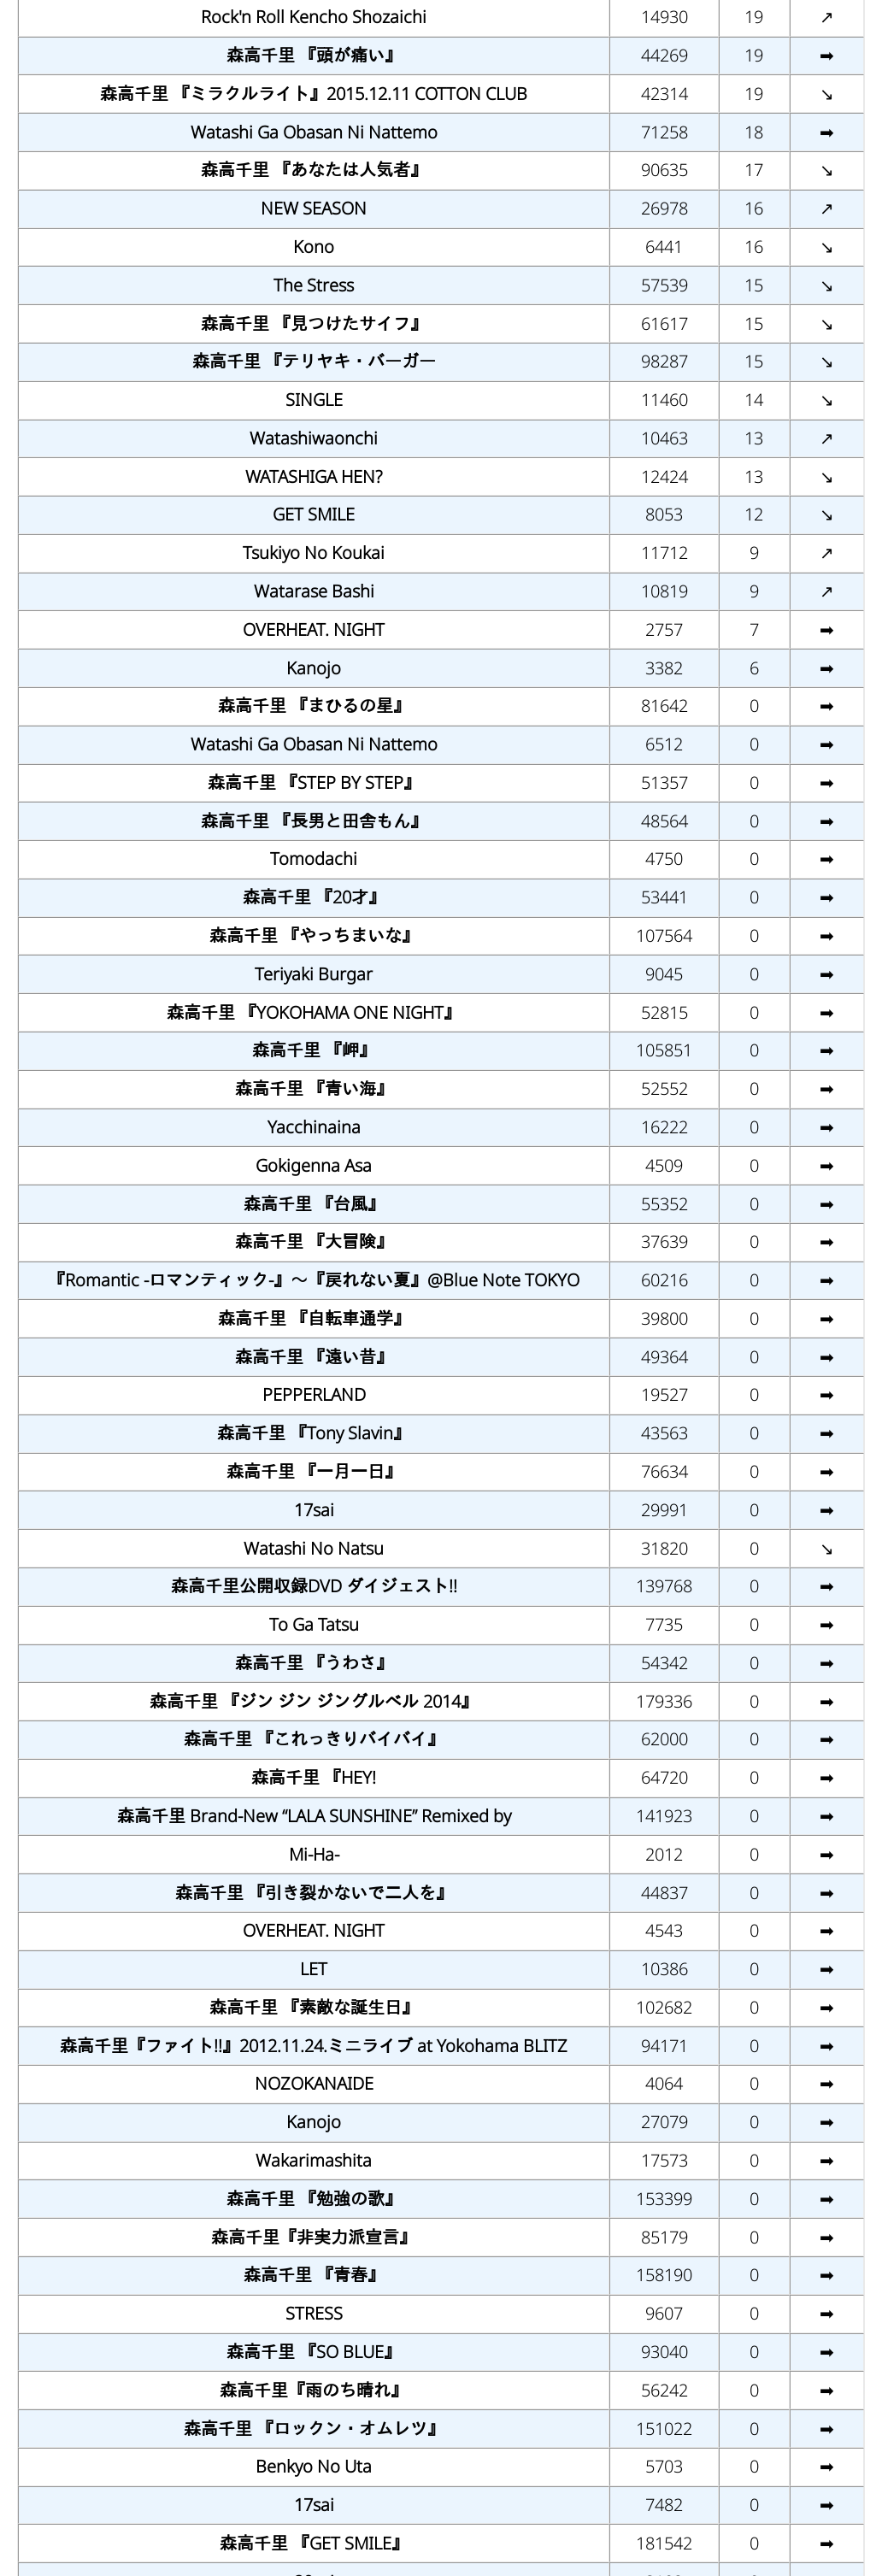 Rock'n Roll Kencho Shozaichi 14930 19 ↗
森高千里 『頭が痛い』 44269 19 ➡
森高千里 『ミラクルライト』2015.12.11 COTTON CLUB 42314 19 ↘
Watashi Ga Obasan Ni Nattemo 71258 18 ➡
森高千里 『あなたは人気者』 90635 17 ↘
NEW SEASON 26978 16 ↗
Kono 6441 16 ↘
The Stress 57539 15 ↘
森高千里 『見つけたサイフ』 61617 15 ↘
森高千里 『テリヤキ・バーガー 98287 15 ↘
SINGLE 11460 14 ↘
Watashiwaonchi 10463 13 ↗
WATASHIGA HEN? 12424 13 ↘
GET SMILE 8053 12 ↘
Tsukiyo No Koukai 11712 9 ↗
Watarase Bashi 10819 9 ↗
OVERHEAT. NIGHT 2757 7 ➡
Kanojo 3382 6 ➡
森高千里 『まひるの星』 81642 0 ➡
Watashi Ga Obasan Ni Nattemo 6512 0 ➡
森高千里 『STEP BY STEP』 51357 0 ➡
森高千里 『長男と田舎もん』 48564 0 ➡
Tomodachi 4750 0 ➡
森高千里 『20才』 53441 0 ➡
森高千里 『やっちまいな』 107564 0 ➡
Teriyaki Burgar 9045 0 ➡
森高千里 『YOKOHAMA ONE NIGHT』 52815 0 ➡
森高千里 『岬』 105851 0 ➡
森高千里 『青い海』 52552 0 ➡
Yacchinaina 16222 0 ➡
Gokigenna Asa 4509 0 ➡
森高千里 『台風』 55352 0 ➡
森高千里 『大冒険』 37639 0 ➡
『Romantic -ロマンティック-』～『戻れない夏』@Blue Note TOKYO 60216 0 ➡
森高千里 『自転車通学』 39800 0 ➡
森高千里 『遠い昔』 49364 0 ➡
PEPPERLAND 19527 0 ➡
森高千里 『Tony Slavin』 43563 0 ➡
森高千里 『一月一日』 76634 0 ➡
17sai 29991 0 ➡
Watashi No Natsu 31820 0 ↘
森高千里公開収録DVD ダイジェスト!! 139768 0 ➡
To Ga Tatsu 7735 0 ➡
森高千里 『うわさ』 54342 0 ➡
森高千里 『ジン ジン ジングルベル 2014』 179336 0 ➡
森高千里 『これっきりバイバイ』 62000 0 ➡
森高千里 『HEY! 64720 0 ➡
森高千里 Brand-New “LALA SUNSHINE” Remixed by 141923 0 ➡
Mi-Ha- 2012 0 ➡
森高千里 『引き裂かないで二人を』 44837 0 ➡
OVERHEAT. NIGHT 4543 0 ➡
LET 10386 0 ➡
森高千里 『素敵な誕生日』 102682 0 ➡
森高千里『ファイト!!』2012.11.24.ミニライブ at Yokohama BLITZ 94171 0 ➡
NOZOKANAIDE 4064 0 ➡
Kanojo 27079 0 ➡
Wakarimashita 17573 0 ➡
森高千里 『勉強の歌』 153399 0 ➡
森高千里『非実力派宣言』 85179 0 ➡
森高千里 『青春』 158190 0 ➡
STRESS 9607 0 ➡
森高千里 『SO BLUE』 93040 0 ➡
森高千里『雨のち晴れ』 56242 0 ➡
森高千里 『ロックン・オムレツ』 151022 0 ➡
Benkyo No Uta 5703 0 ➡
17sai 7482 0 ➡
森高千里 『GET SMILE』 181542 0 ➡